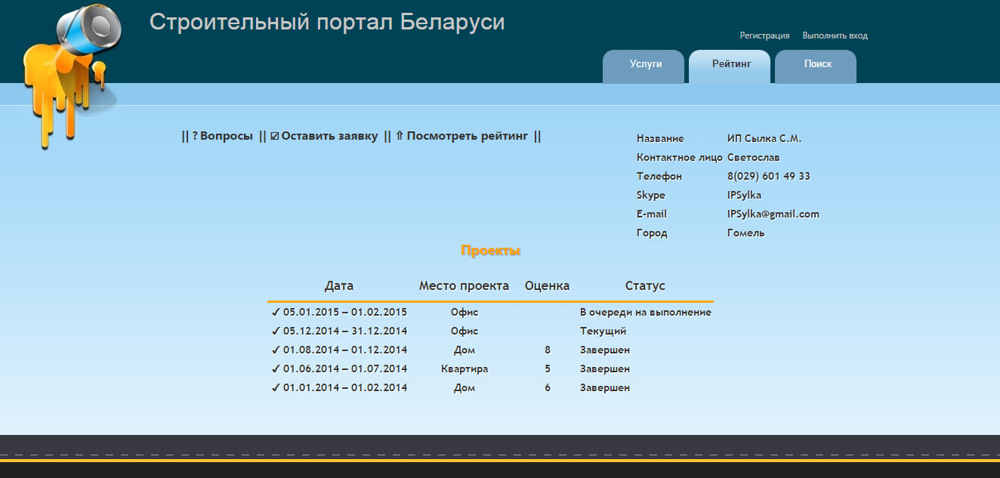 Строительный портал Беларуси
Регистрация Выполнить вход
Услуги Рейтинг Поиск
|| ? Вопросы || ☑ Оставить заявку || ⇑ Посмотреть рейтинг ||
Название ИП Сылка С.М.
Контактное лицо Светослав
Телефон 8(029) 601 49 33
Skype IPSylka
E-mail IPSylka@gmail.com
Город Гомель
Проекты
Дата Место проекта Оценка Статус
✓ 05.01.2015 – 01.02.2015 Офис В очереди на выполнение
✓ 05.12.2014 – 31.12.2014 Офис Текущий
✓ 01.08.2014 – 01.12.2014 Дом 8 Завершен
✓ 01.06.2014 – 01.07.2014 Квартира 5 Завершен
✓ 01.01.2014 – 01.02.2014 Дом 6 Завершен